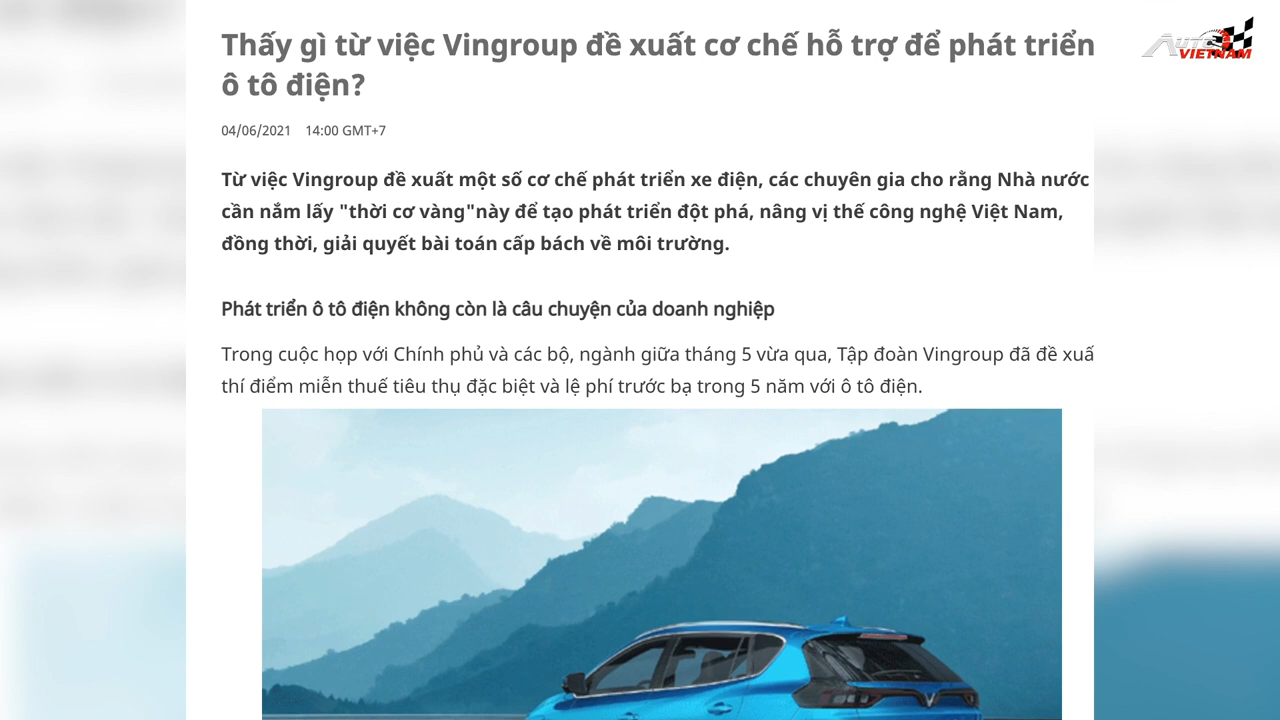 Thấy gì từ việc Vingroup đề xuất cơ chế hỗ trợ để phát triển
ô tô điện?
04/06/2021 14:00 GMT+7
Từ việc Vingroup đề xuất một số cơ chế phát triển xe điện, các chuyên gia cho rằng Nhà nước
cần nắm lấy "thời cơ vàng"này để tạo phát triển đột phá, nâng vị thế công nghệ Việt Nam,
đồng thời, giải quyết bài toán cấp bách về môi trường.
Phát triển ô tô điện không còn là câu chuyện của doanh nghiệp
Trong cuộc họp với Chính phủ và các bộ, ngành giữa tháng 5 vừa qua, Tập đoàn Vingroup đã đề xuấ
thí điểm miễn thuế tiêu thụ đặc biệt và lệ phí trước bạ trong 5 năm với ô tô điện.
AUTO
VIETNAM